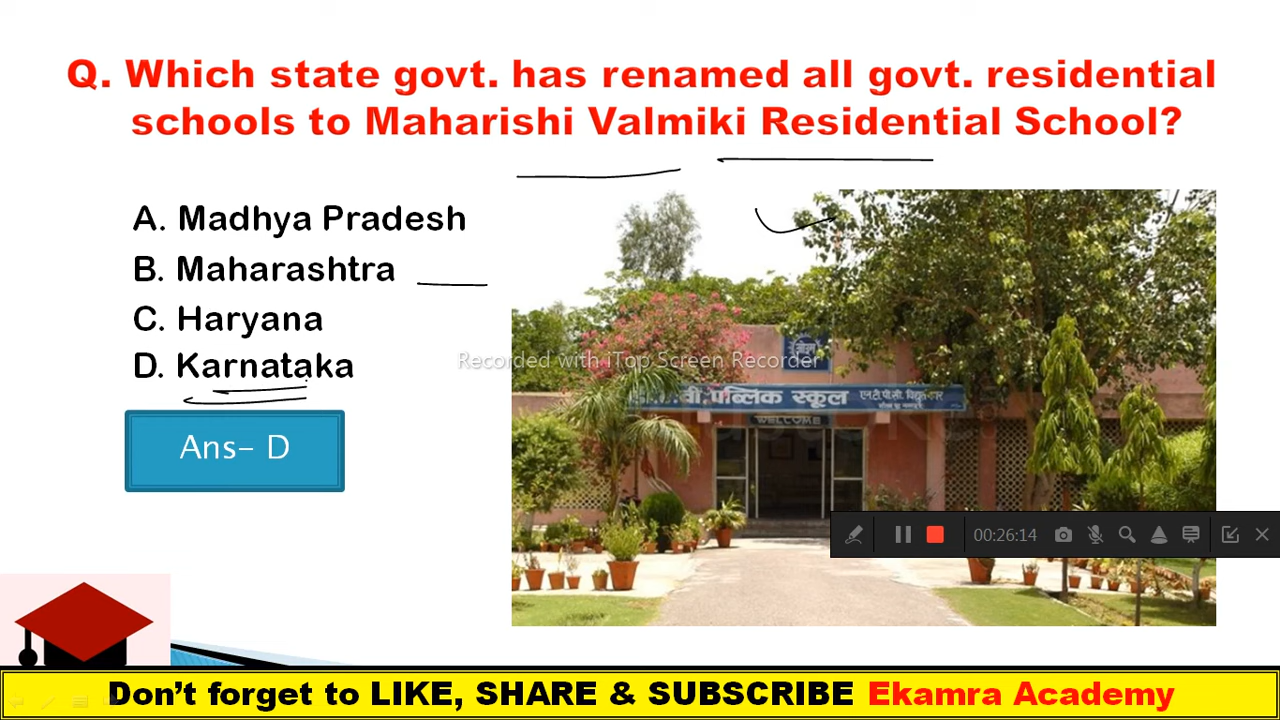 Q. Which state govt. has renamed all govt. residential
schools to Maharishi Valmiki Residential School?
A. Madhya Pradesh
B. Maharashtra
C. Haryana
D. Karnataka
Ans- D
Recorded with iTop Screen Recorder
पब्लिक स्कूल
WELCOME
00:26:14
Don't forget to LIKE, SHARE & SUBSCRIBE Ekamra Academy